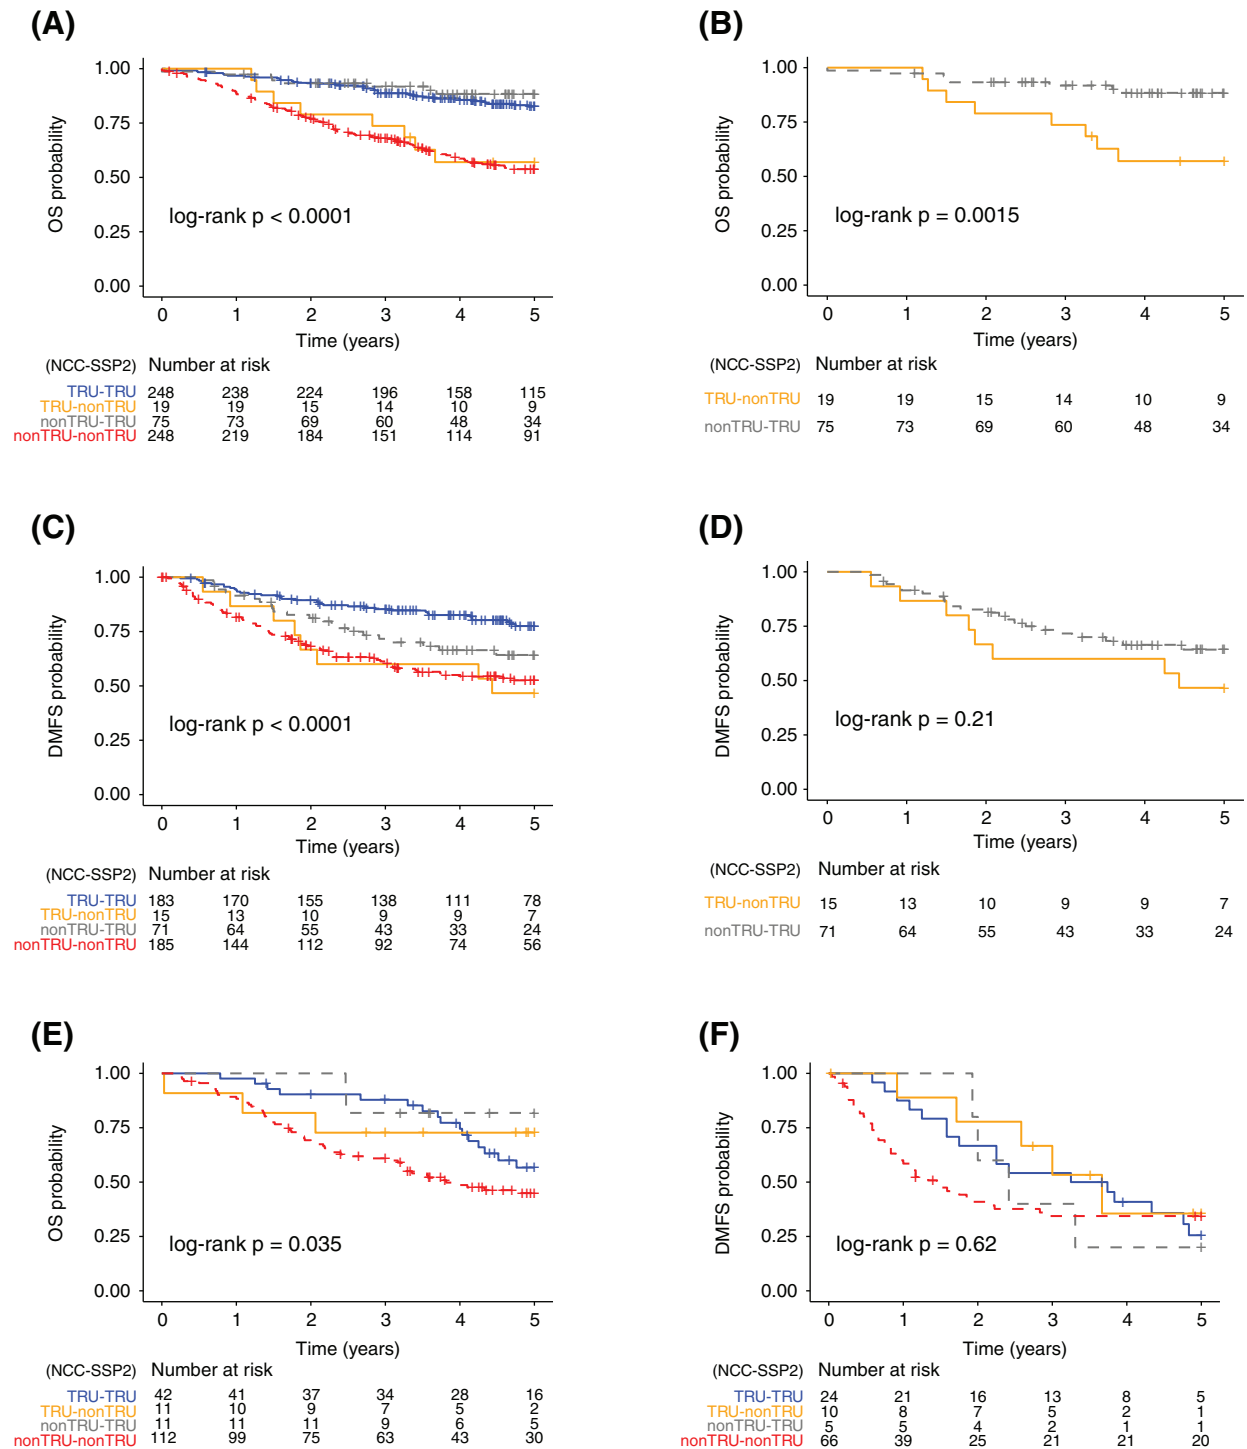 (A)
1.00
0.75
0.50
0.25
0.00
OS probability
log-rank p < 0.0001
0 1 2 3 4 5
Time (years)
(NCC-SSP2) Number at risk
TRU-TRU 248 238 224 196 158 115
TRU-nonTRU 19 19 15 14 10 9
nonTRU-TRU 75 73 69 60 48 34
nonTRU-nonTRU 248 219 184 151 114 91
(B)
1.00
0.75
0.50
0.25
0.00
OS probability
log-rank p = 0.0015
0 1 2 3 4 5
Time (years)
(NCC-SSP2) Number at risk
TRU-nonTRU 19 19 15 14 10 9
nonTRU-TRU 75 73 69 60 48 34
(C)
1.00
0.75
0.50
0.25
0.00
DMFS probability
log-rank p < 0.0001
0 1 2 3 4 5
Time (years)
(NCC-SSP2) Number at risk
TRU-TRU 183 170 155 138 111 78
TRU-nonTRU 15 13 10 9 9 7
nonTRU-TRU 71 64 55 43 33 24
nonTRU-nonTRU 185 144 112 92 74 56
(D)
1.00
0.75
0.50
0.25
0.00
DMFS probability
log-rank p = 0.21
0 1 2 3 4 5
Time (years)
(NCC-SSP2) Number at risk
TRU-nonTRU 15 13 10 9 9 7
nonTRU-TRU 71 64 55 43 33 24
(E)
1.00
0.75
0.50
0.25
0.00
OS probability
log-rank p = 0.035
0 1 2 3 4 5
Time (years)
(NCC-SSP2) Number at risk
TRU-TRU 42 41 37 34 28 16
TRU-nonTRU 11 10 9 7 5 2
nonTRU-TRU 11 11 11 9 6 5
nonTRU-nonTRU 112 99 75 63 43 30
(F)
1.00
0.75
0.50
0.25
0.00
DMFS probability
log-rank p = 0.62
0 1 2 3 4 5
Time (years)
(NCC-SSP2) Number at risk
TRU-TRU 24 21 16 13 8 5
TRU-nonTRU 10 8 7 5 2 1
nonTRU-TRU 5 5 4 2 1 1
nonTRU-nonTRU 66 39 25 21 21 20